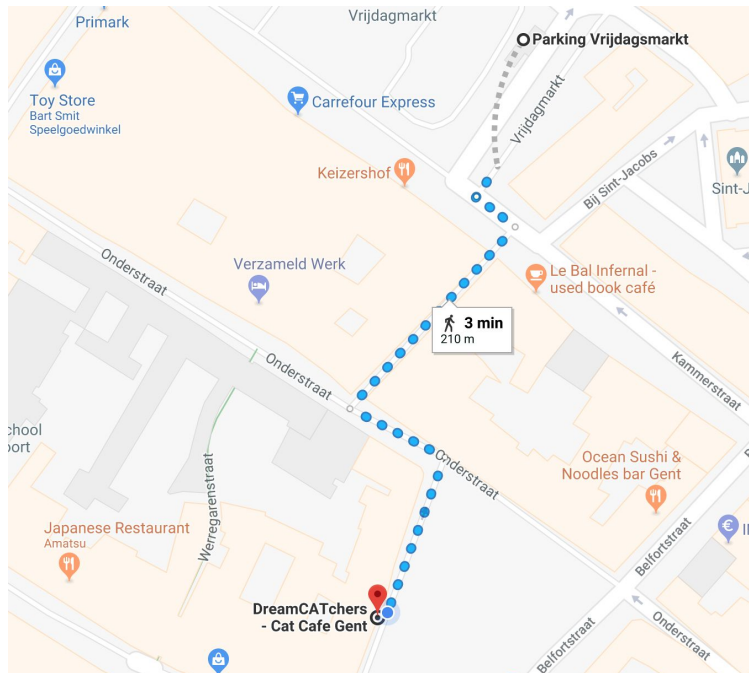 Vrijdagmarkt
Primark
Parking Vrijdagsmarkt
Toy Store
Bart Smit
Speelgoedwinkel
Carrefour Express
Vrijdagmarkt
Keizershof
Bij Sint-Jacobs
Sint-J
Onderstraat
Verzameld Werk
Le Bal Infernal -
used book café
3 min
210 m
Onderstraat
Kammerstraat
chool
oort
Onderstraat
Ocean Sushi &
Noodles bar Gent
Werregarenstraat
Japanese Restaurant
Amatsu
Belfortstraat
DreamCATchers
- Cat Cafe Gent
Belfortstraat
Onderstraat